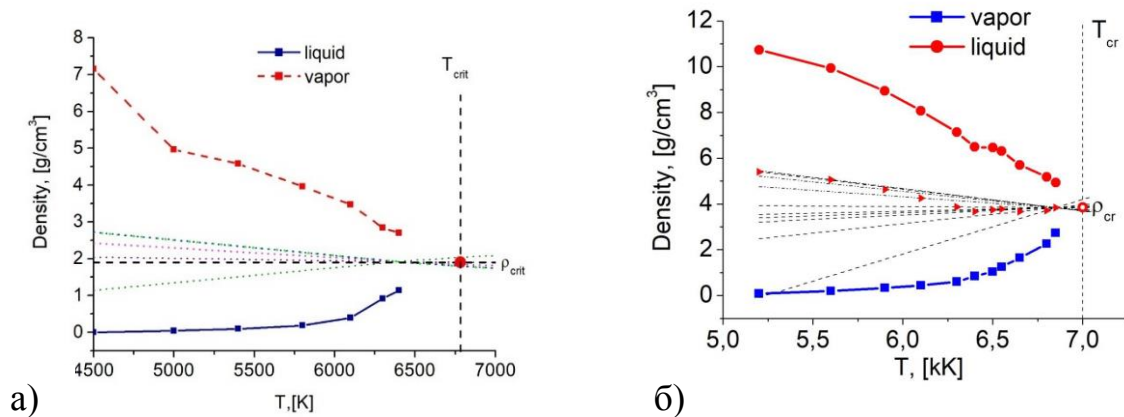 8
7
6
5
4
3
2
1
0
Density, [g/cm³]
liquid
vapor
T_crit
ρ_crit
4500 5000 5500 6000 6500 7000
T,[K]
а)
12
10
8
6
4
2
0
Density, [g/cm³]
vapor
liquid
T_cr
ρ_cr
5,0 5,5 6,0 6,5 7,0
T, [kK]
б)